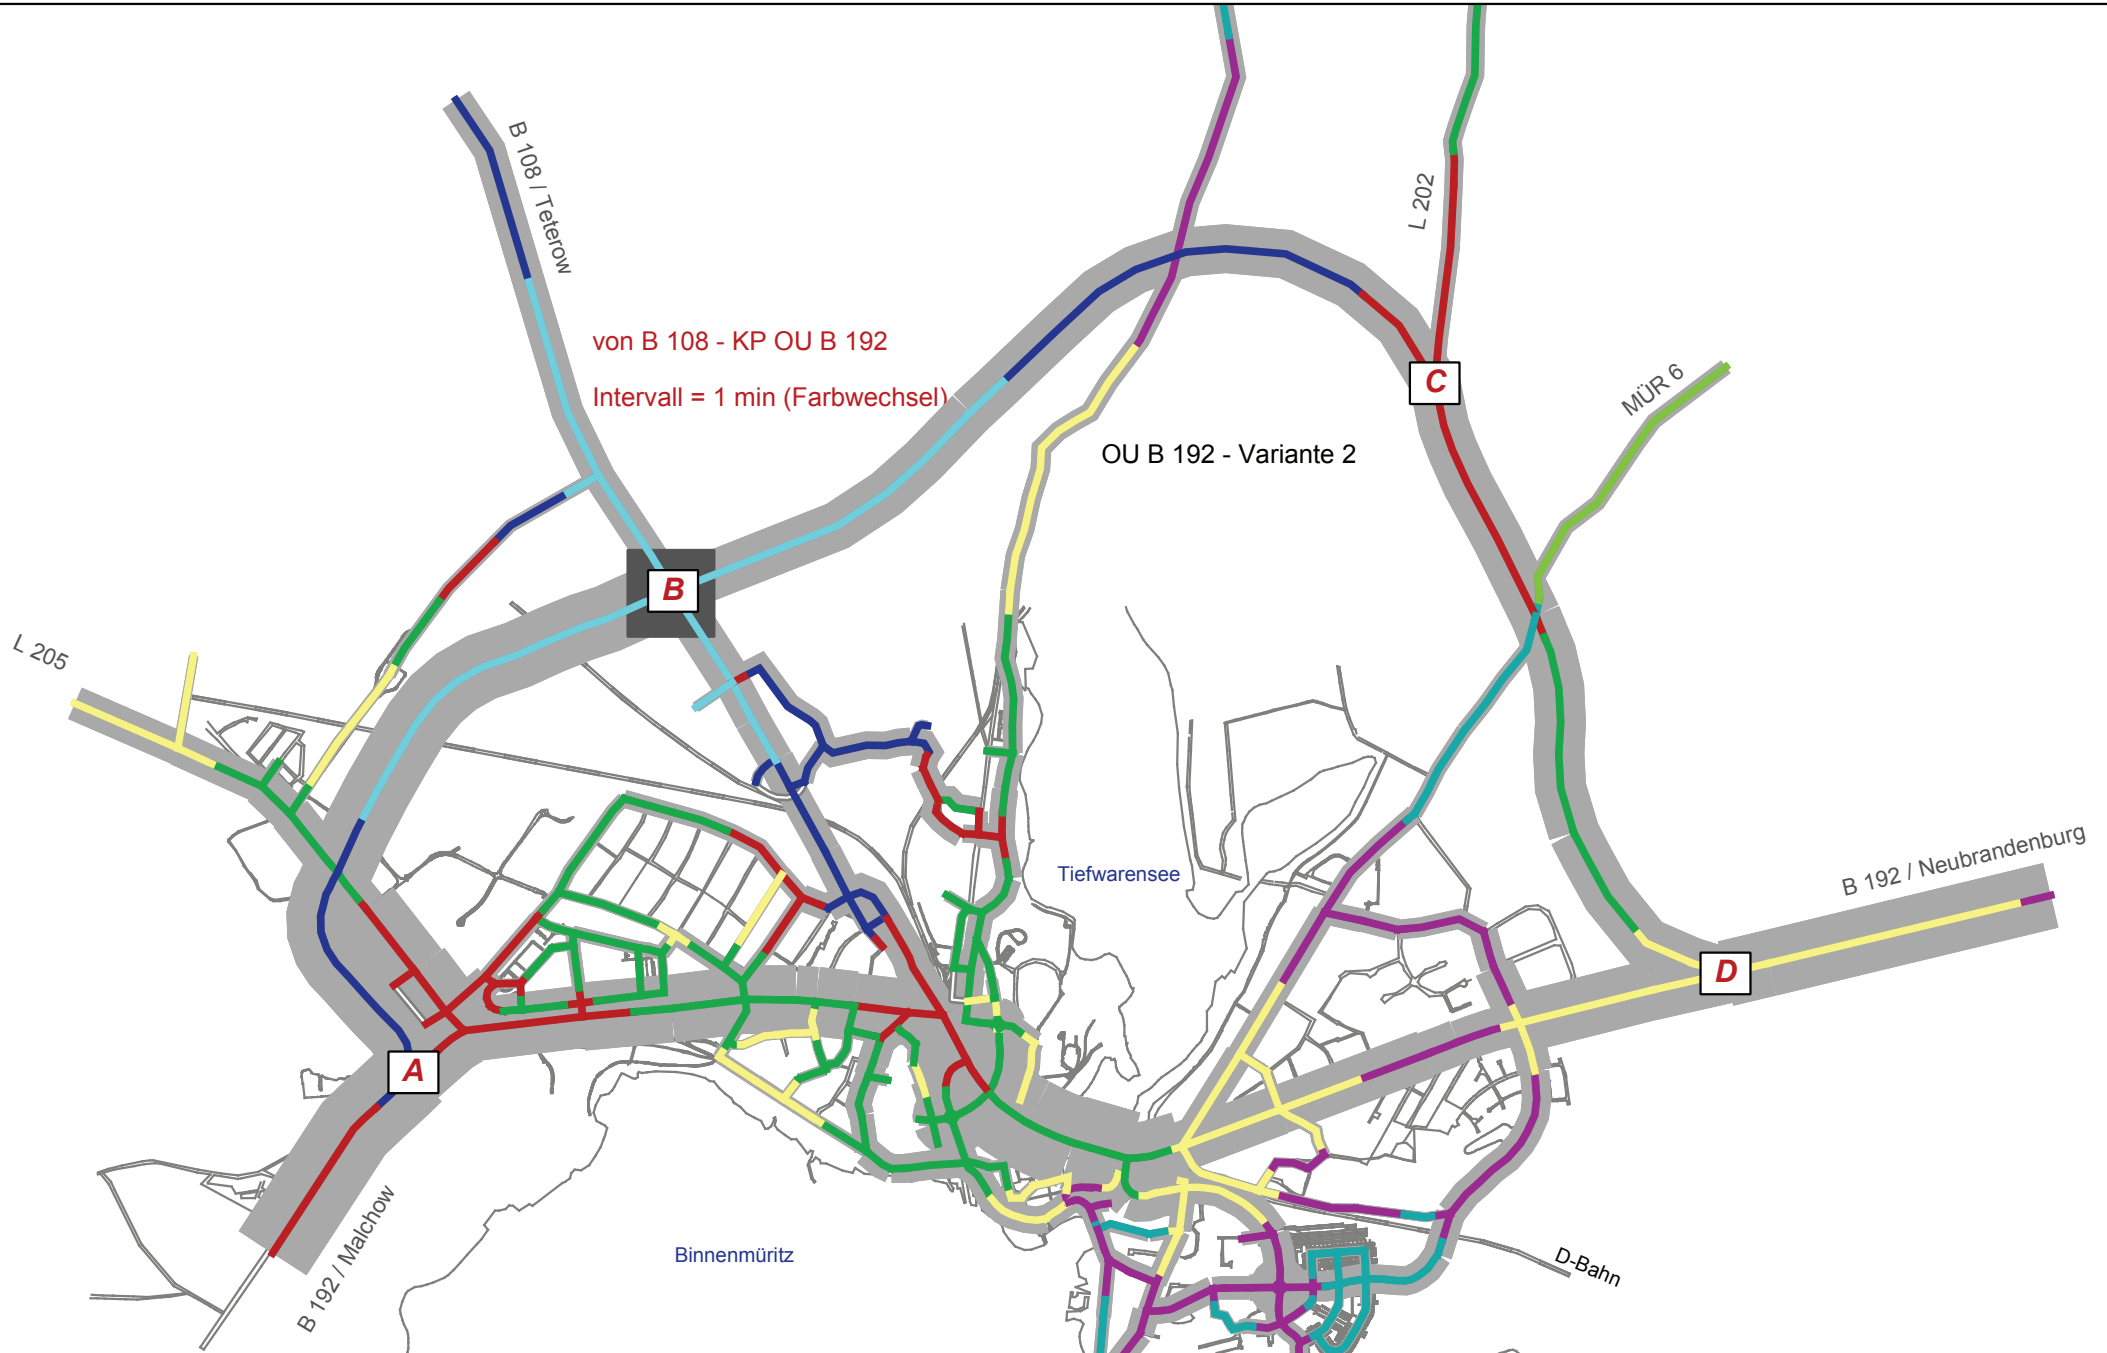 B 108 / Teterow
L 202
von B 108 - KP OU B 192
Intervall = 1 min (Farbwechsel)
C
MÜR 6
OU B 192 - Variante 2
B
L 205
Tiefwarensee
B 192 / Neubrandenburg
D
A
B 192 / Malchow
Binnenmüritz
D-Bahn